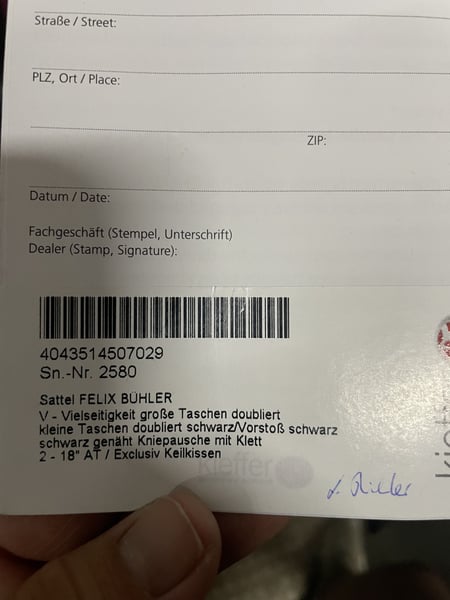 Straße / Street:
PLZ, Ort / Place:
ZIP:
Datum / Date:
Fachgeschäft (Stempel, Unterschrift)
Dealer (Stamp, Signature):
4043514507029
Sn.-Nr. 2580
Sattel FELIX BÜHLER
V - Vielseitigkeit große Taschen doubliert
kleine Taschen doubliert schwarz/Vorstoß schwarz
schwarz genäht Kniepausche mit Klett
2 - 18" AT / Exclusiv Keilkissen
Kieffer